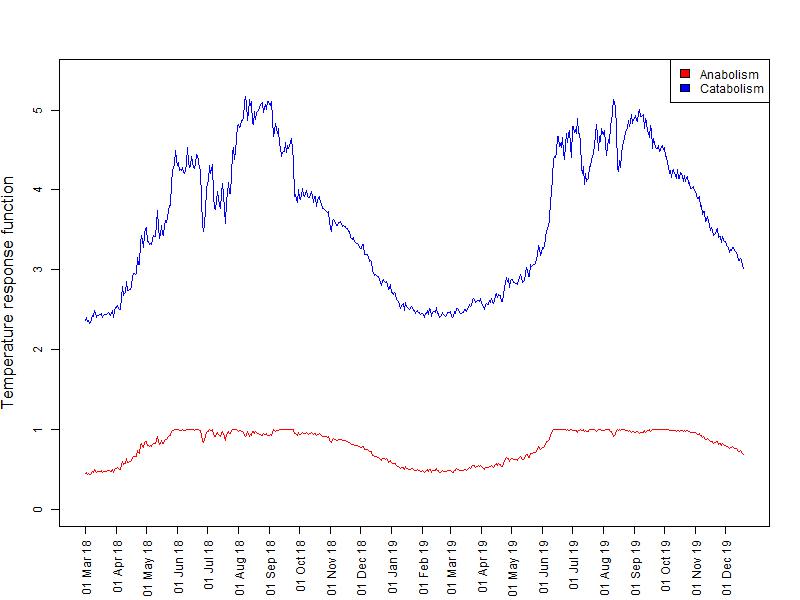 Anabolism
Catabolism
Temperature response function
5
4
3
2
1
0
01 Mar 18
01 Apr 18
01 May 18
01 Jun 18
01 Jul 18
01 Aug 18
01 Sep 18
01 Oct 18
01 Nov 18
01 Dec 18
01 Jan 19
01 Feb 19
01 Mar 19
01 Apr 19
01 May 19
01 Jun 19
01 Jul 19
01 Aug 19
01 Sep 19
01 Oct 19
01 Nov 19
01 Dec 19